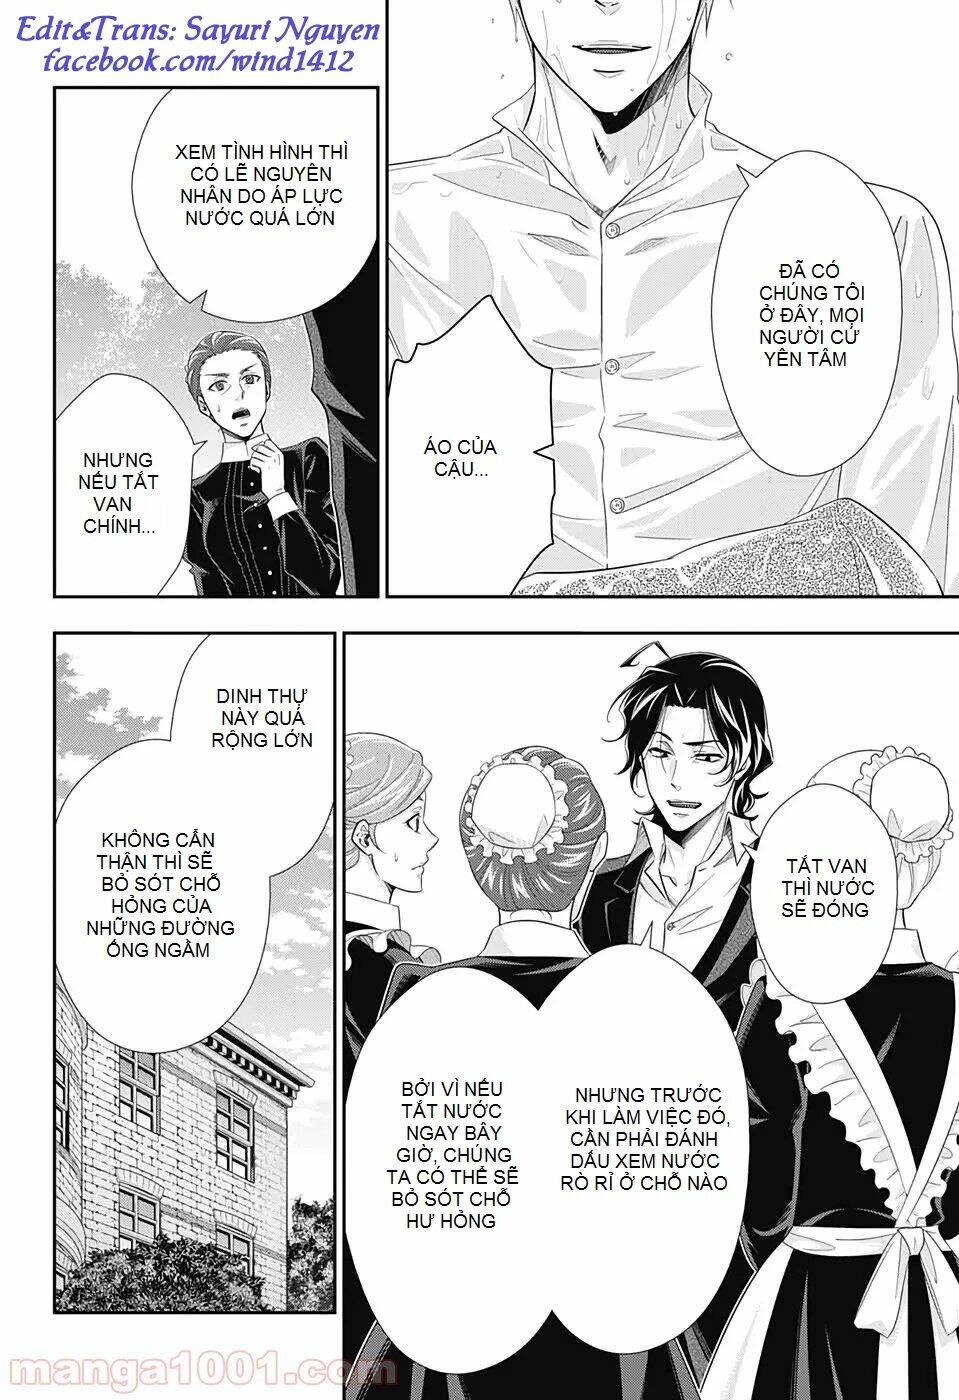 Edit&Trans: Sayuri Nguyen
facebook.com/wind1412
ĐÃ CÓ
CHÚNG TÔI
Ở ĐÂY, MỌI
NGƯỜI CỨ
YÊN TÂM
ÁO CỦA
CẬU...
XEM TÌNH HÌNH THÌ
CÓ LẼ NGUYÊN
NHÂN DO ÁP LỰC
NƯỚC QUÁ LỚN
NHƯNG
NẾU TẮT
VAN
CHÍNH...
TẮT VAN
THÌ NƯỚC
SẼ ĐÓNG
NHƯNG TRƯỚC
KHI LÀM VIỆC ĐÓ,
CẦN PHẢI ĐÁNH
DẤU XEM NƯỚC
RÒ RỈ Ở CHỖ NÀO
BỞI VÌ NẾU
TẮT NƯỚC
NGAY BÂY
GIỜ, CHÚNG
TA CÓ THỂ SẼ
BỎ SÓT CHỖ
HƯ HỎNG
DINH THỰ
NÀY QUÁ
RỘNG LỚN
KHÔNG CẨN
THẬN THÌ SẼ
BỎ SÓT CHỖ
HỎNG CỦA
NHỮNG ĐƯỜNG
ỐNG NGẦM
manga1001.com